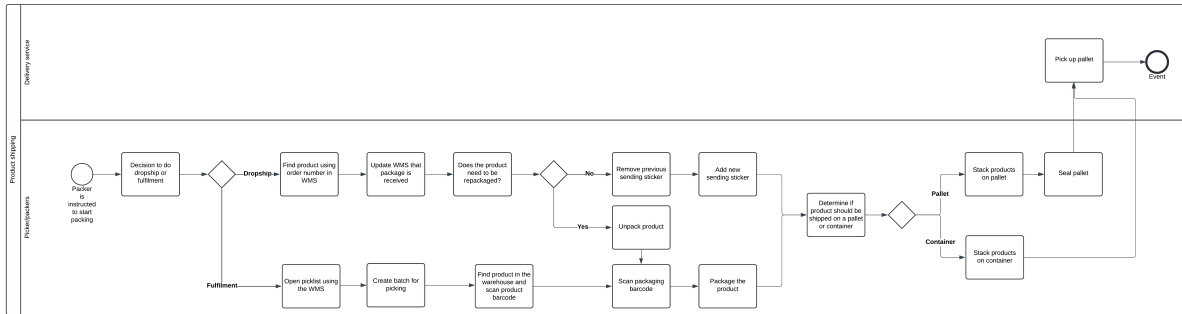 Product shipping
Delivery service
Pick up pallet
Event
Picker/packers
Packer
is
instructed
to start
packing
Decision to do
dropship or
fulfilment
Dropship
Find product using
order number in
WMS
Update WMS that
package is
received
Does the product
need to be
repackaged?
No
Remove previous
sending sticker
Add new
sending sticker
Yes
Unpack product
Fulfilment
Open picklist using
the WMS
Create batch for
picking
Find product in the
warehouse and
scan product
barcode
Scan packaging
barcode
Package the
product
Determine if
product should be
shipped on a pallet
or container
Pallet
Stack products
on pallet
Seal pallet
Container
Stack products
on container